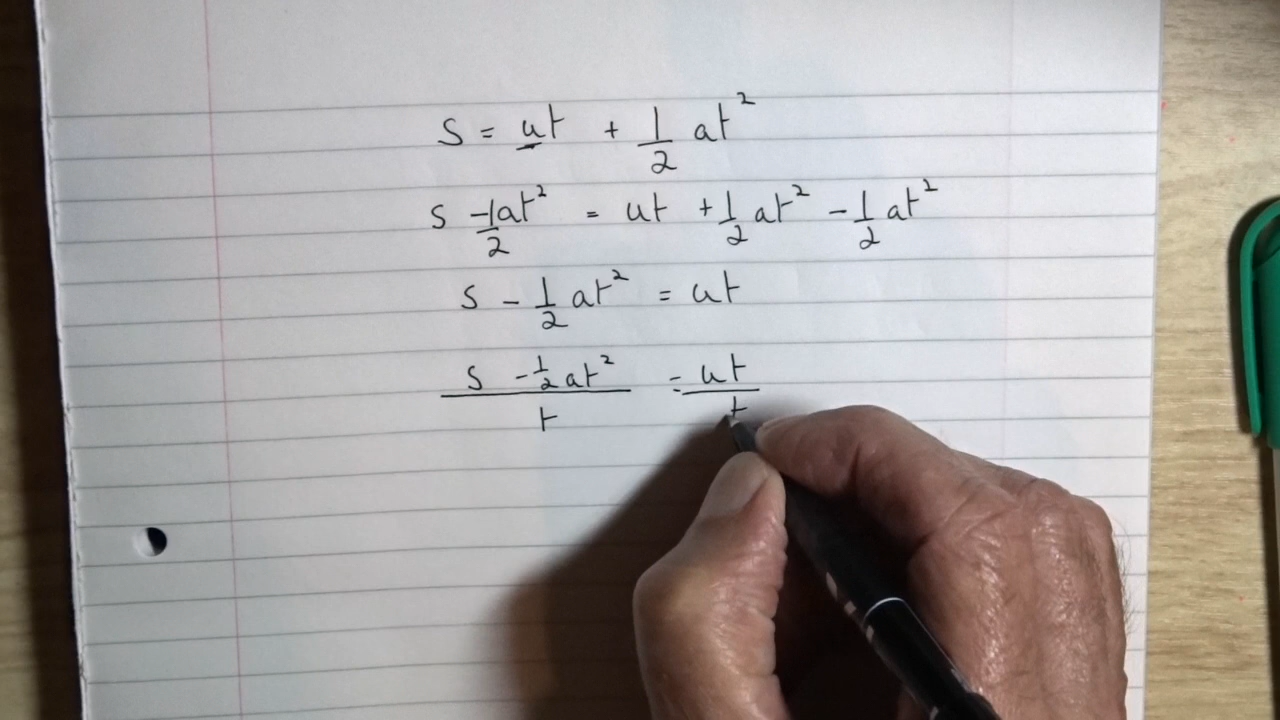 s = ut + 1/2 at²
s - 1/2 at² = ut + 1/2 at² - 1/2 at²
s - 1/2 at² = ut
(s - 1/2 at²)/t = ut/t